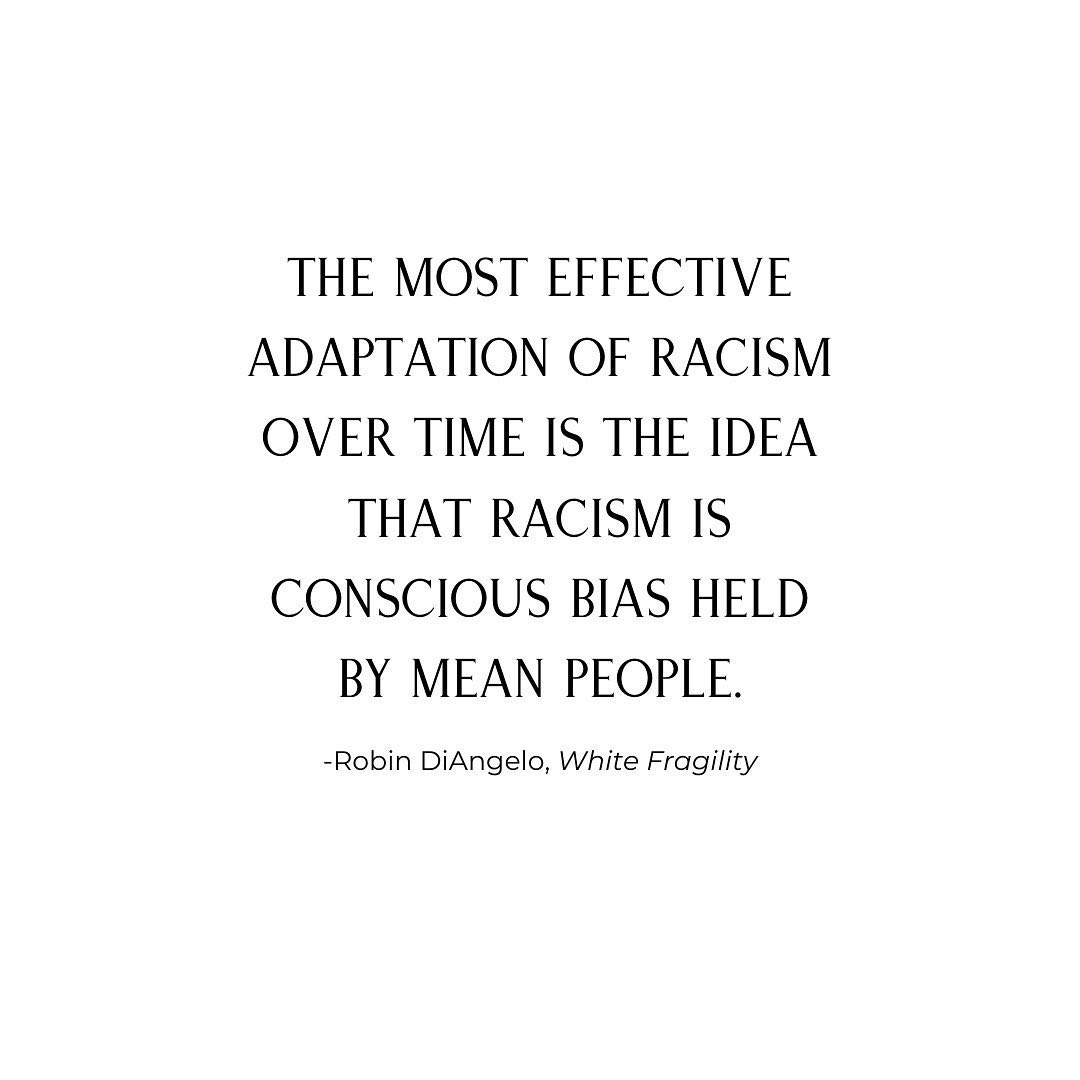 THE MOST EFFECTIVE
ADAPTATION OF RACISM
OVER TIME IS THE IDEA
THAT RACISM IS
CONSCIOUS BIAS HELD
BY MEAN PEOPLE.
-Robin DiAngelo, White Fragility